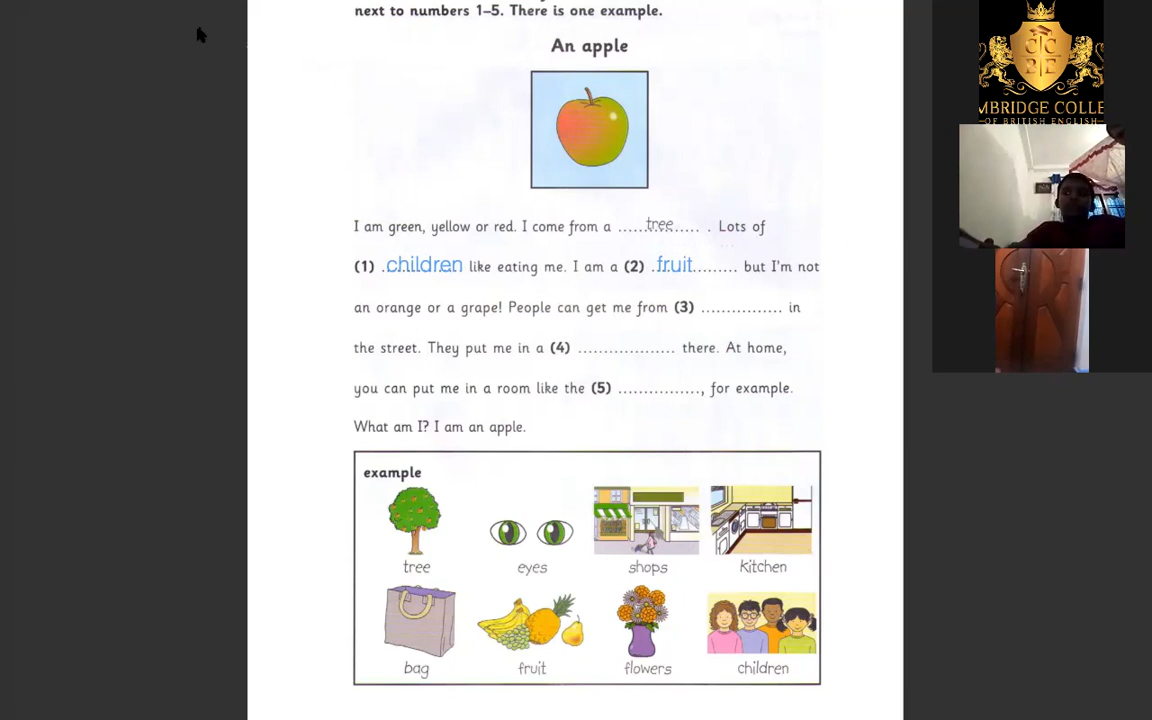 next to numbers 1–5. There is one example.
An apple
I am green, yellow or red. I come from a ......tree...... . Lots of
(1) .children like eating me. I am a (2) .fruit......... but I'm not
an orange or a grape! People can get me from (3) ................ in
the street. They put me in a (4) ................... there. At home,
you can put me in a room like the (5) ................, for example.
What am I? I am an apple.
example
tree
eyes
shops
kitchen
bag
fruit
flowers
children
C C
B E
MBRIDGE COLLE
OF BRITISH ENGLISH